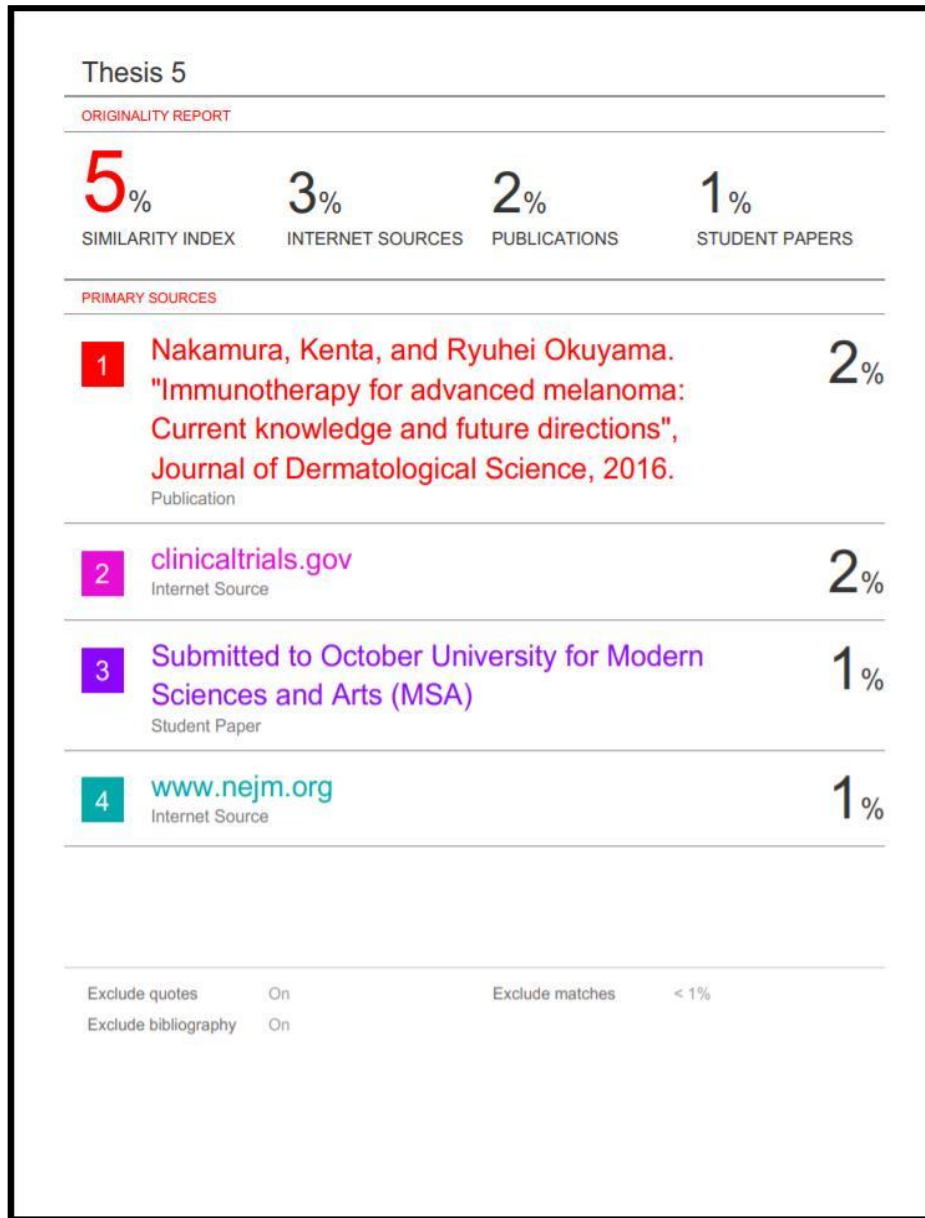 Thesis 5
ORIGINALITY REPORT
5% 3% 2% 1%
SIMILARITY INDEX INTERNET SOURCES PUBLICATIONS STUDENT PAPERS
PRIMARY SOURCES
1 Nakamura, Kenta, and Ryuhei Okuyama. 2%
"Immunotherapy for advanced melanoma:
Current knowledge and future directions",
Journal of Dermatological Science, 2016.
Publication
2 clinicaltrials.gov 2%
Internet Source
3 Submitted to October University for Modern 1%
Sciences and Arts (MSA)
Student Paper
4 www.nejm.org 1%
Internet Source
Exclude quotes On Exclude matches < 1%
Exclude bibliography On